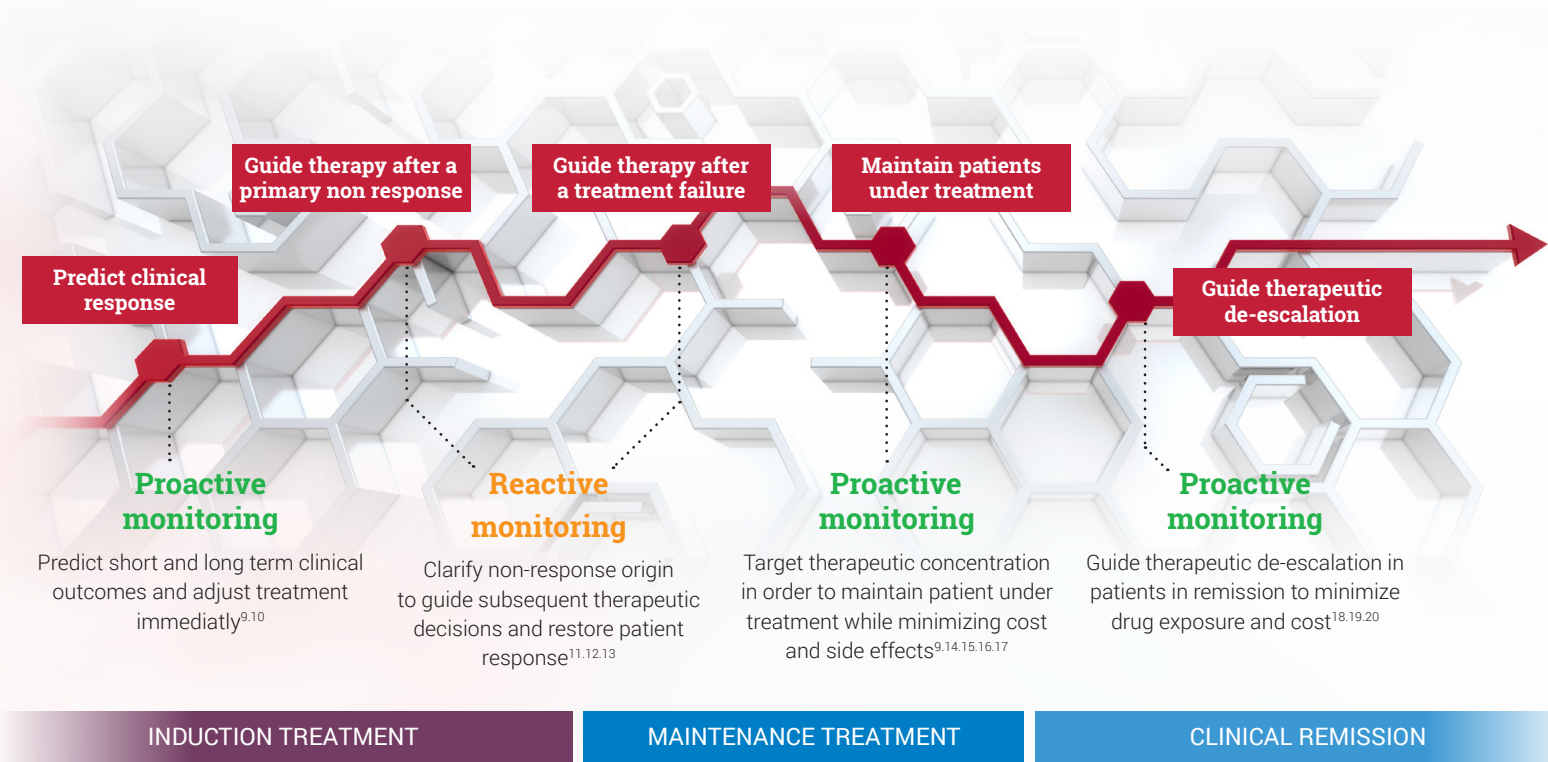 Guide therapy after a
primary non response
Guide therapy after
a treatment failure
Maintain patients
under treatment
Predict clinical
response
Guide therapeutic
de-escalation
Proactive
monitoring
Predict short and long term clinical
outcomes and adjust treatment
immediatly9.10
Reactive
monitoring
Clarify non-response origin
to guide subsequent therapeutic
decisions and restore patient
response11.12.13
Proactive
monitoring
Target therapeutic concentration
in order to maintain patient under
treatment while minimizing cost
and side effects9.14.15.16.17
Proactive
monitoring
Guide therapeutic de-escalation in
patients in remission to minimize
drug exposure and cost18.19.20
INDUCTION TREATMENT
MAINTENANCE TREATMENT
CLINICAL REMISSION